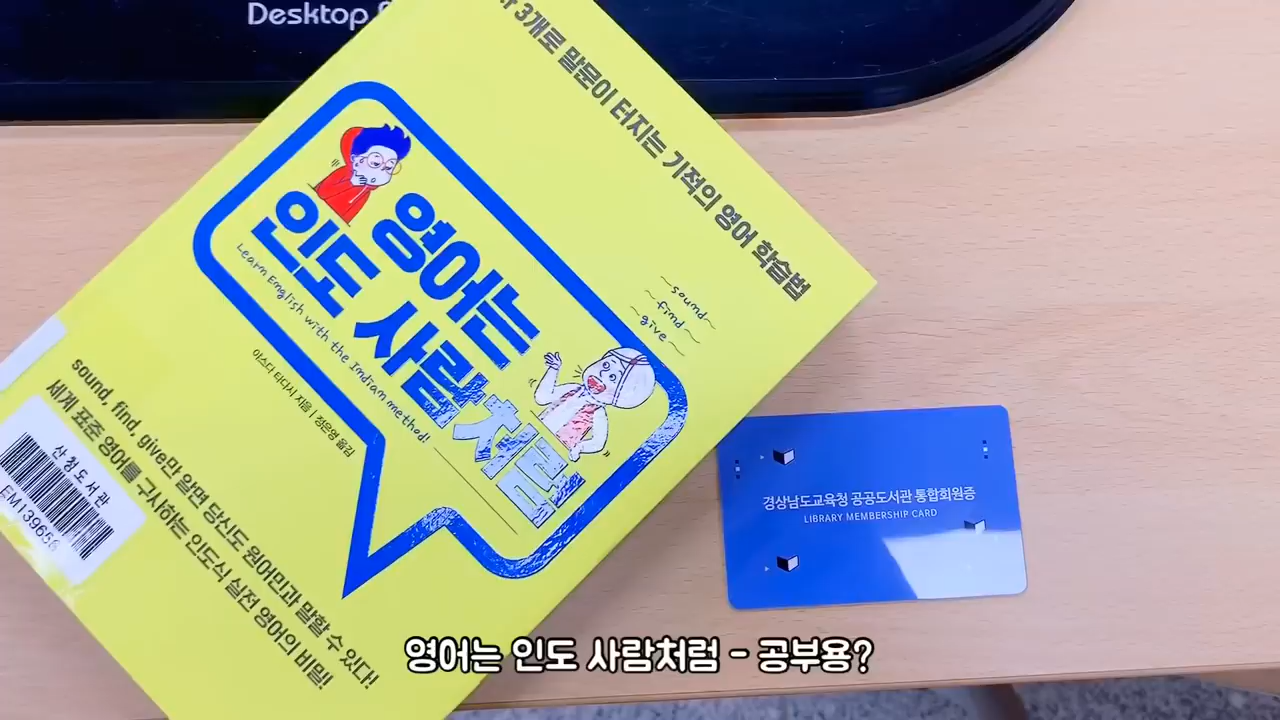 Desktop
3개로 말문이 터지는 기적의 영어 학습법
영어는
인도 사람처럼
Learn English with the Indian method!
~sound~
~find~
~give~
야스다 타다시 지음 | 정은영 옮김
sound, find, give만 알면 당신도 원어민과 말할 수 있다!
세계 표준 영어를 구사하는 인도식 실전 영어의 비밀!
산청도서관
경상남도교육청 공공도서관 통합회원증
LIBRARY MEMBERSHIP CARD
영어는 인도 사람처럼 - 공부용?